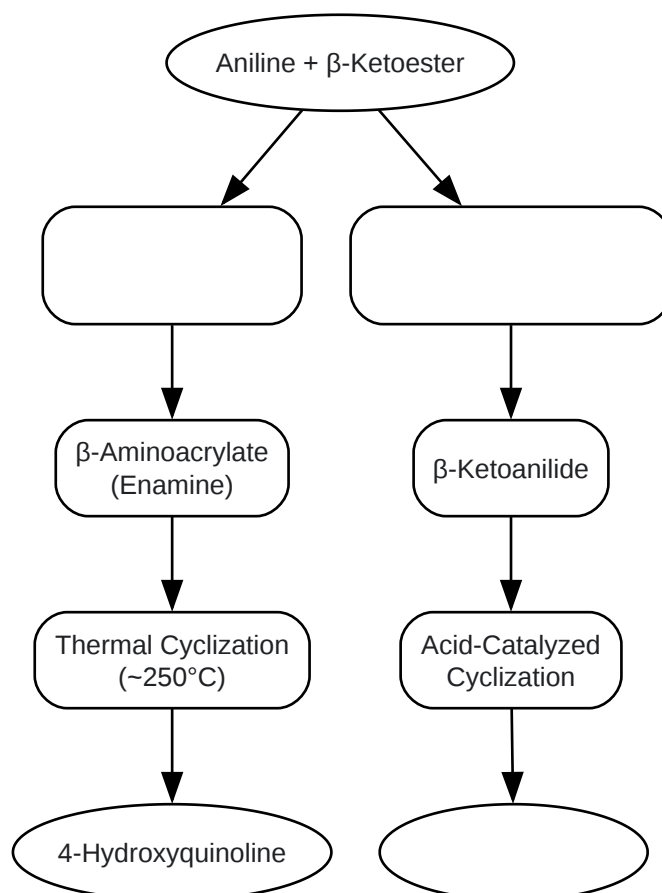 Aniline + β-Ketoester
β-Aminoacrylate
(Enamine)
β-Ketoanilide
Thermal Cyclization
(~250°C)
Acid-Catalyzed
Cyclization
4-Hydroxyquinoline